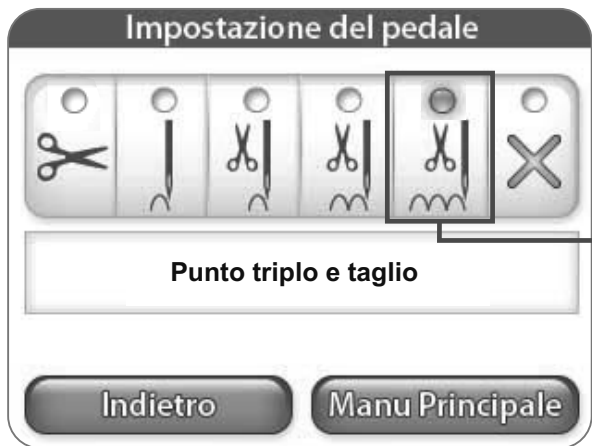 Impostazione del pedale
Punto triplo e taglio
Indietro
Manu Principale